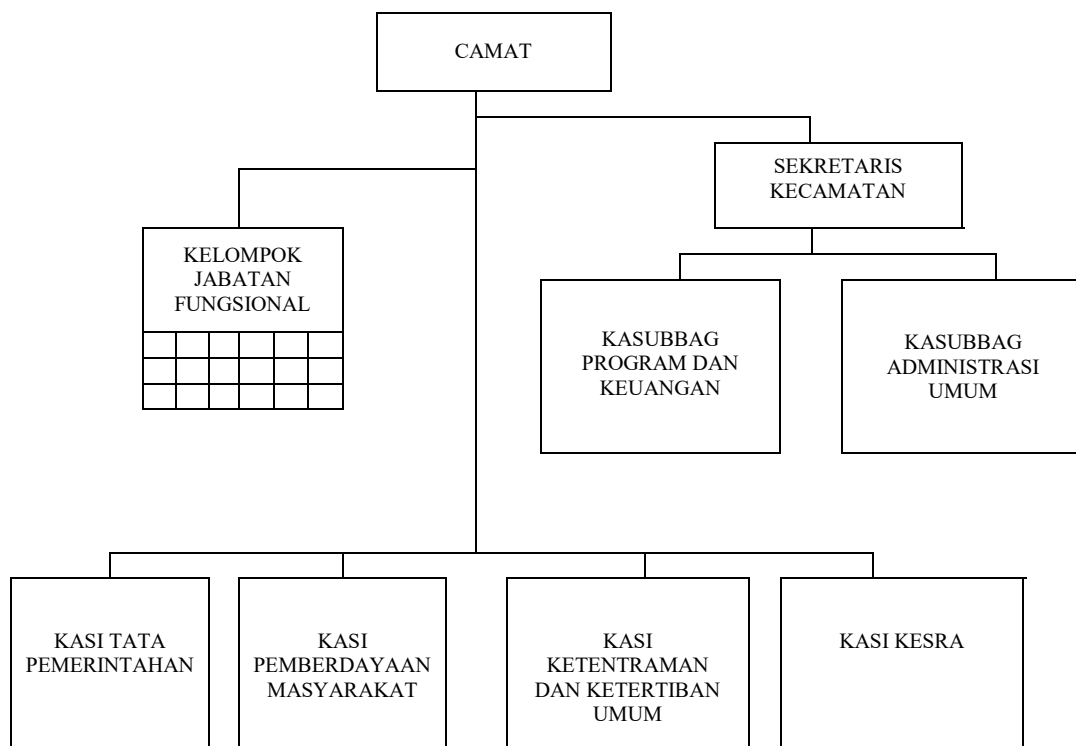 CAMAT
SEKRETARIS
KECAMATAN
KELOMPOK
JABATAN
FUNGSIONAL
KASUBBAG
PROGRAM DAN
KEUANGAN
KASUBBAG
ADMINISTRASI
UMUM
KASI TATA
PEMERINTAHAN
KASI
PEMBERDAYAAN
MASYARAKAT
KASI
KETENTRAMAN
DAN KETERTIBAN
UMUM
KASI KESRA